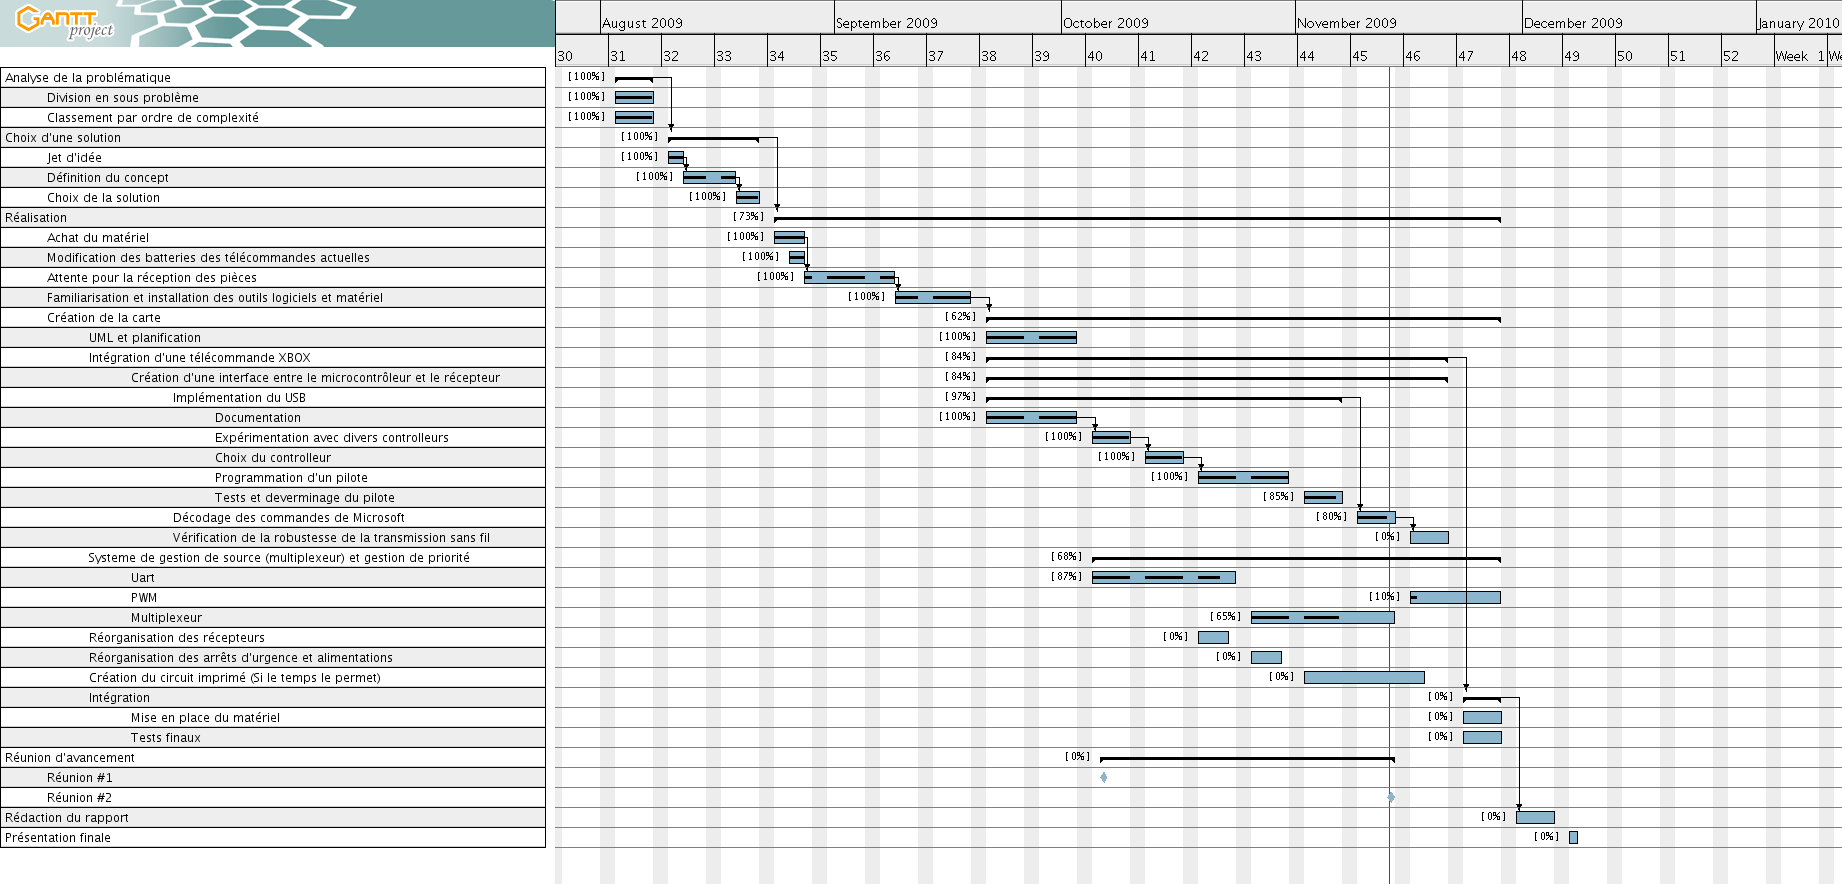 GANTT project
August 2009 September 2009 October 2009 November 2009 December 2009 January 2010
30 31 32 33 34 35 36 37 38 39 40 41 42 43 44 45 46 47 48 49 50 51 52 Week 1 We
Analyse de la problématique [100%]
Division en sous problème [100%]
Classement par ordre de complexité [100%]
Choix d'une solution [100%]
Jet d'idée [100%]
Définition du concept [100%]
Choix de la solution [100%]
Réalisation [73%]
Achat du matériel [100%]
Modification des batteries des télécommandes actuelles [100%]
Attente pour la réception des pièces [100%]
Familiarisation et installation des outils logiciels et matériel [100%]
Création de la carte [62%]
UML et planification [100%]
Intégration d'une télécommande XBOX [84%]
Création d'une interface entre le microcontrôleur et le récepteur [84%]
Implémentation du USB [97%]
Documentation [100%]
Expérimentation avec divers controlleurs [100%]
Choix du controlleur [100%]
Programmation d'un pilote [100%]
Tests et deverminage du pilote [85%]
Décodage des commandes de Microsoft [80%]
Vérification de la robustesse de la transmission sans fil [0%]
Systeme de gestion de source (multiplexeur) et gestion de priorité [68%]
Uart [87%]
PWM [10%]
Multiplexeur [65%]
Réorganisation des récepteurs [0%]
Réorganisation des arrêts d'urgence et alimentations [0%]
Création du circuit imprimé (Si le temps le permet) [0%]
Intégration [0%]
Mise en place du matériel [0%]
Tests finaux [0%]
Réunion d'avancement [0%]
Réunion #1
Réunion #2
Rédaction du rapport [0%]
Présentation finale [0%]